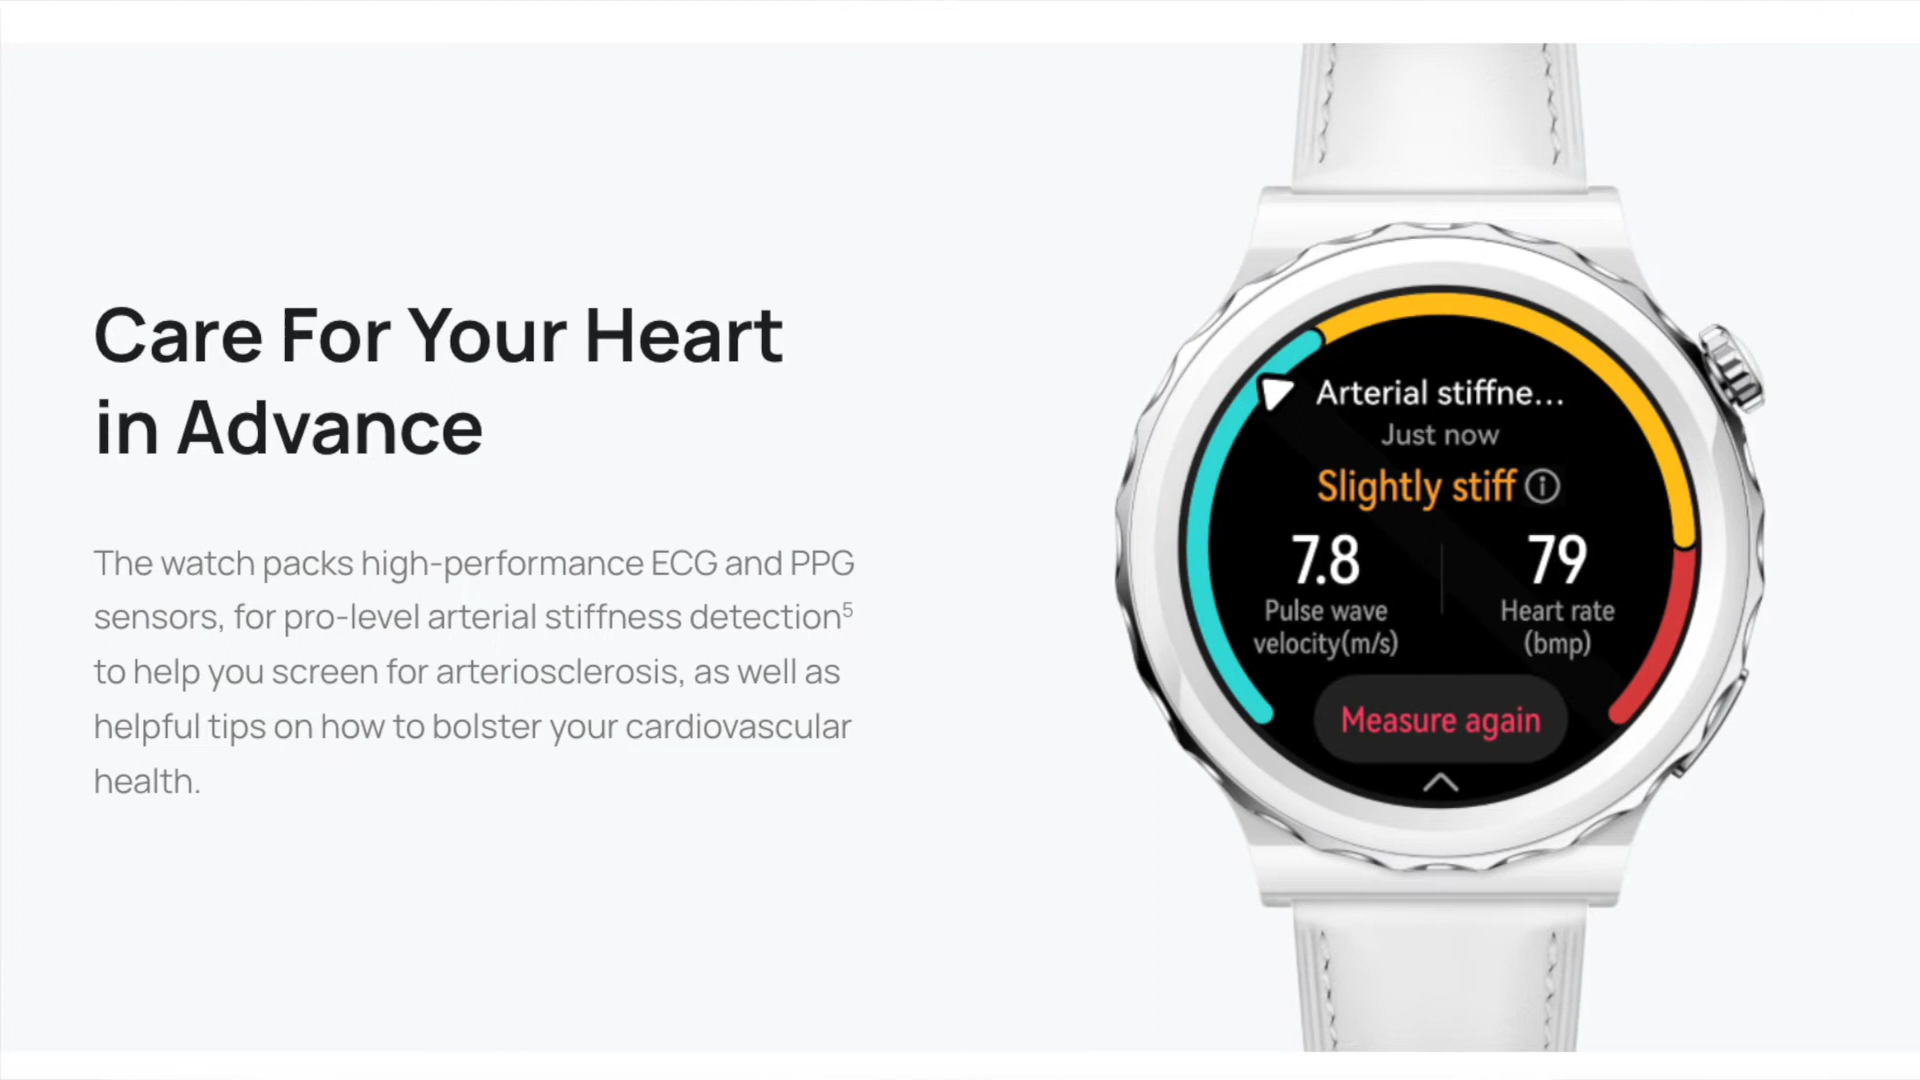 Care For Your Heart
in Advance
The watch packs high-performance ECG and PPG
sensors, for pro-level arterial stiffness detection⁵
to help you screen for arteriosclerosis, as well as
helpful tips on how to bolster your cardiovascular
health.
Arterial stiffne...
Just now
Slightly stiff
7.8
Pulse wave
velocity(m/s)
79
Heart rate
(bmp)
Measure again